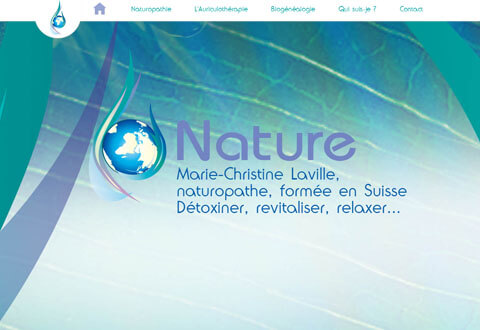 Naturopathie L'Auriculothérapie Biogénéalogie Qui suis-je ? Contact
Nature
Marie-Christine Laville,
naturopathe, formée en Suisse
Détoxiner, revitaliser, relaxer...